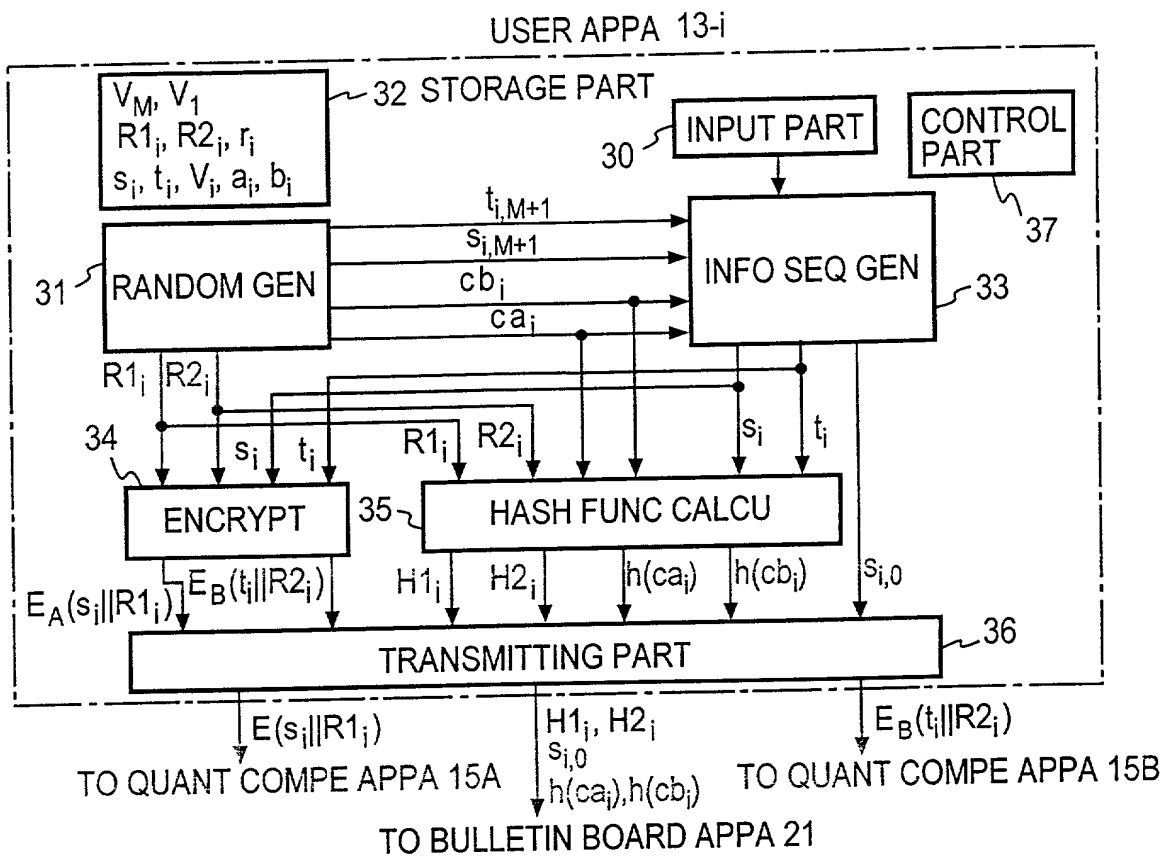 USER APPA 13-i
V_M, V_1
R1_i, R2_i, r_i
s_i, t_i, V_i, a_i, b_i
32 STORAGE PART
30
INPUT PART
CONTROL PART
37
31
RANDOM GEN
t_{i,M+1}
s_{i,M+1}
cb_i
ca_i
INFO SEQ GEN
33
R1_i R2_i
34
s_i t_i
R1_i R2_i
s_i t_i
ENCRYPT
35
HASH FUNC CALCU
E_A(s_i||R1_i)
E_B(t_i||R2_i)
H1_i H2_i h(ca_i) h(cb_i) s_{i,0}
TRANSMITTING PART
36
E(s_i||R1_i)
H1_i, H2_i
s_{i,0}
h(ca_i),h(cb_i)
E_B(t_i||R2_i)
TO QUANT COMPE APPA 15A
TO QUANT COMPE APPA 15B
TO BULLETIN BOARD APPA 21